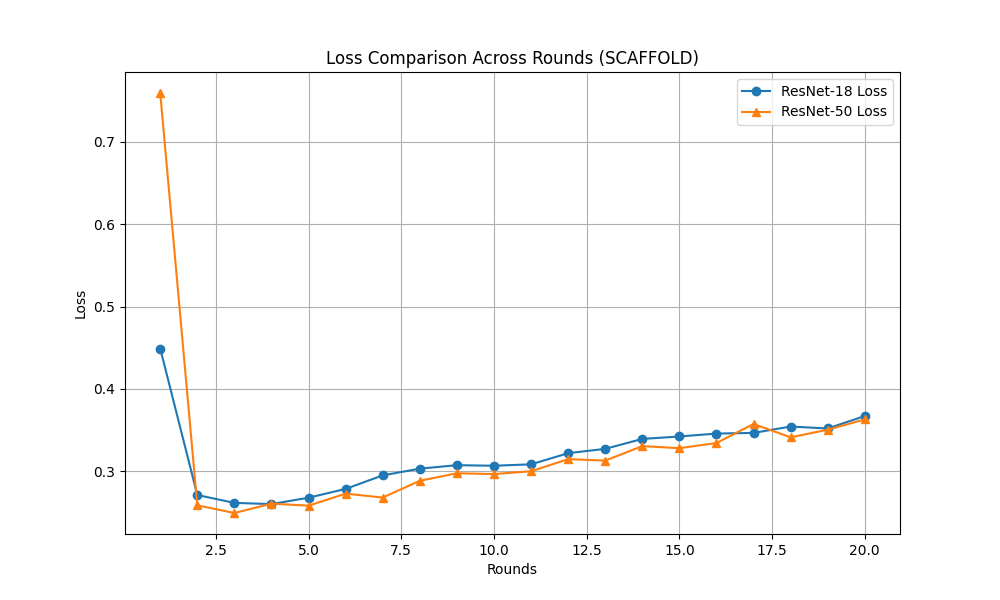 Loss Comparison Across Rounds (SCAFFOLD)
ResNet-18 Loss
ResNet-50 Loss
Loss
0.7
0.6
0.5
0.4
0.3
2.5 5.0 7.5 10.0 12.5 15.0 17.5 20.0
Rounds